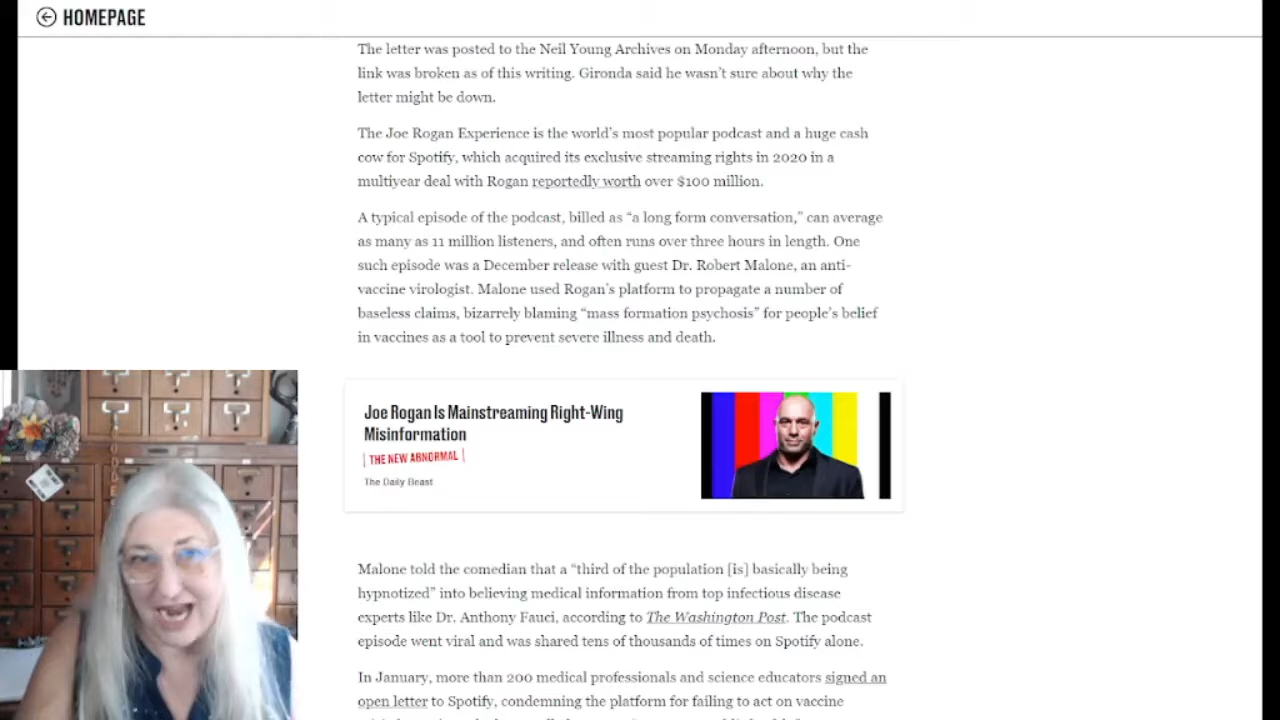 HOMEPAGE
The letter was posted to the Neil Young Archives on Monday afternoon, but the
link was broken as of this writing. Gironda said he wasn't sure about why the
letter might be down.
The Joe Rogan Experience is the world's most popular podcast and a huge cash
cow for Spotify, which acquired its exclusive streaming rights in 2020 in a
multiyear deal with Rogan reportedly worth over $100 million.
A typical episode of the podcast, billed as “a long form conversation,” can average
as many as 11 million listeners, and often runs over three hours in length. One
such episode was a December release with guest Dr. Robert Malone, an anti-
vaccine virologist. Malone used Rogan's platform to propagate a number of
baseless claims, bizarrely blaming “mass formation psychosis” for people's belief
in vaccines as a tool to prevent severe illness and death.
Joe Rogan Is Mainstreaming Right-Wing
Misinformation
THE NEW ABNORMAL
The Daily Beast
Malone told the comedian that a “third of the population [is] basically being
hypnotized” into believing medical information from top infectious disease
experts like Dr. Anthony Fauci, according to The Washington Post. The podcast
episode went viral and was shared tens of thousands of times on Spotify alone.
In January, more than 200 medical professionals and science educators signed an
open letter to Spotify, condemning the platform for failing to act on vaccine